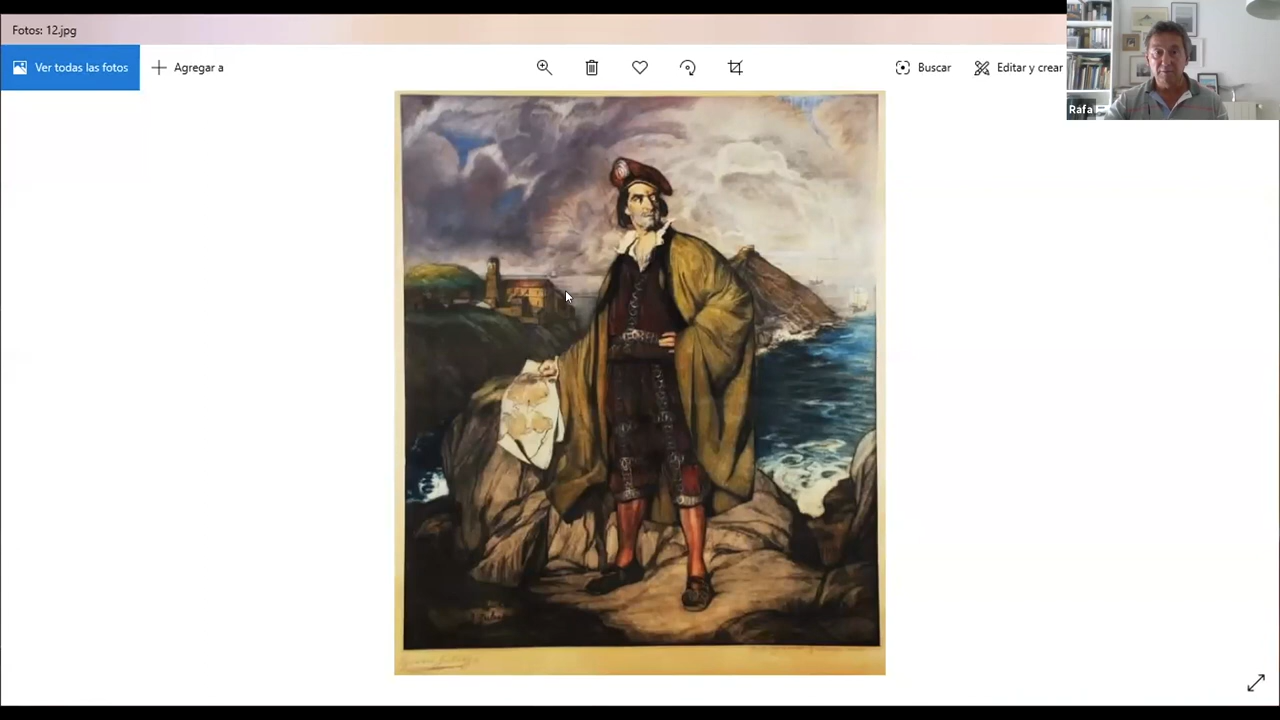 Fotos: 12.jpg
Ver todas las fotos
Agregar a
Buscar
Editar y crear
Rafa